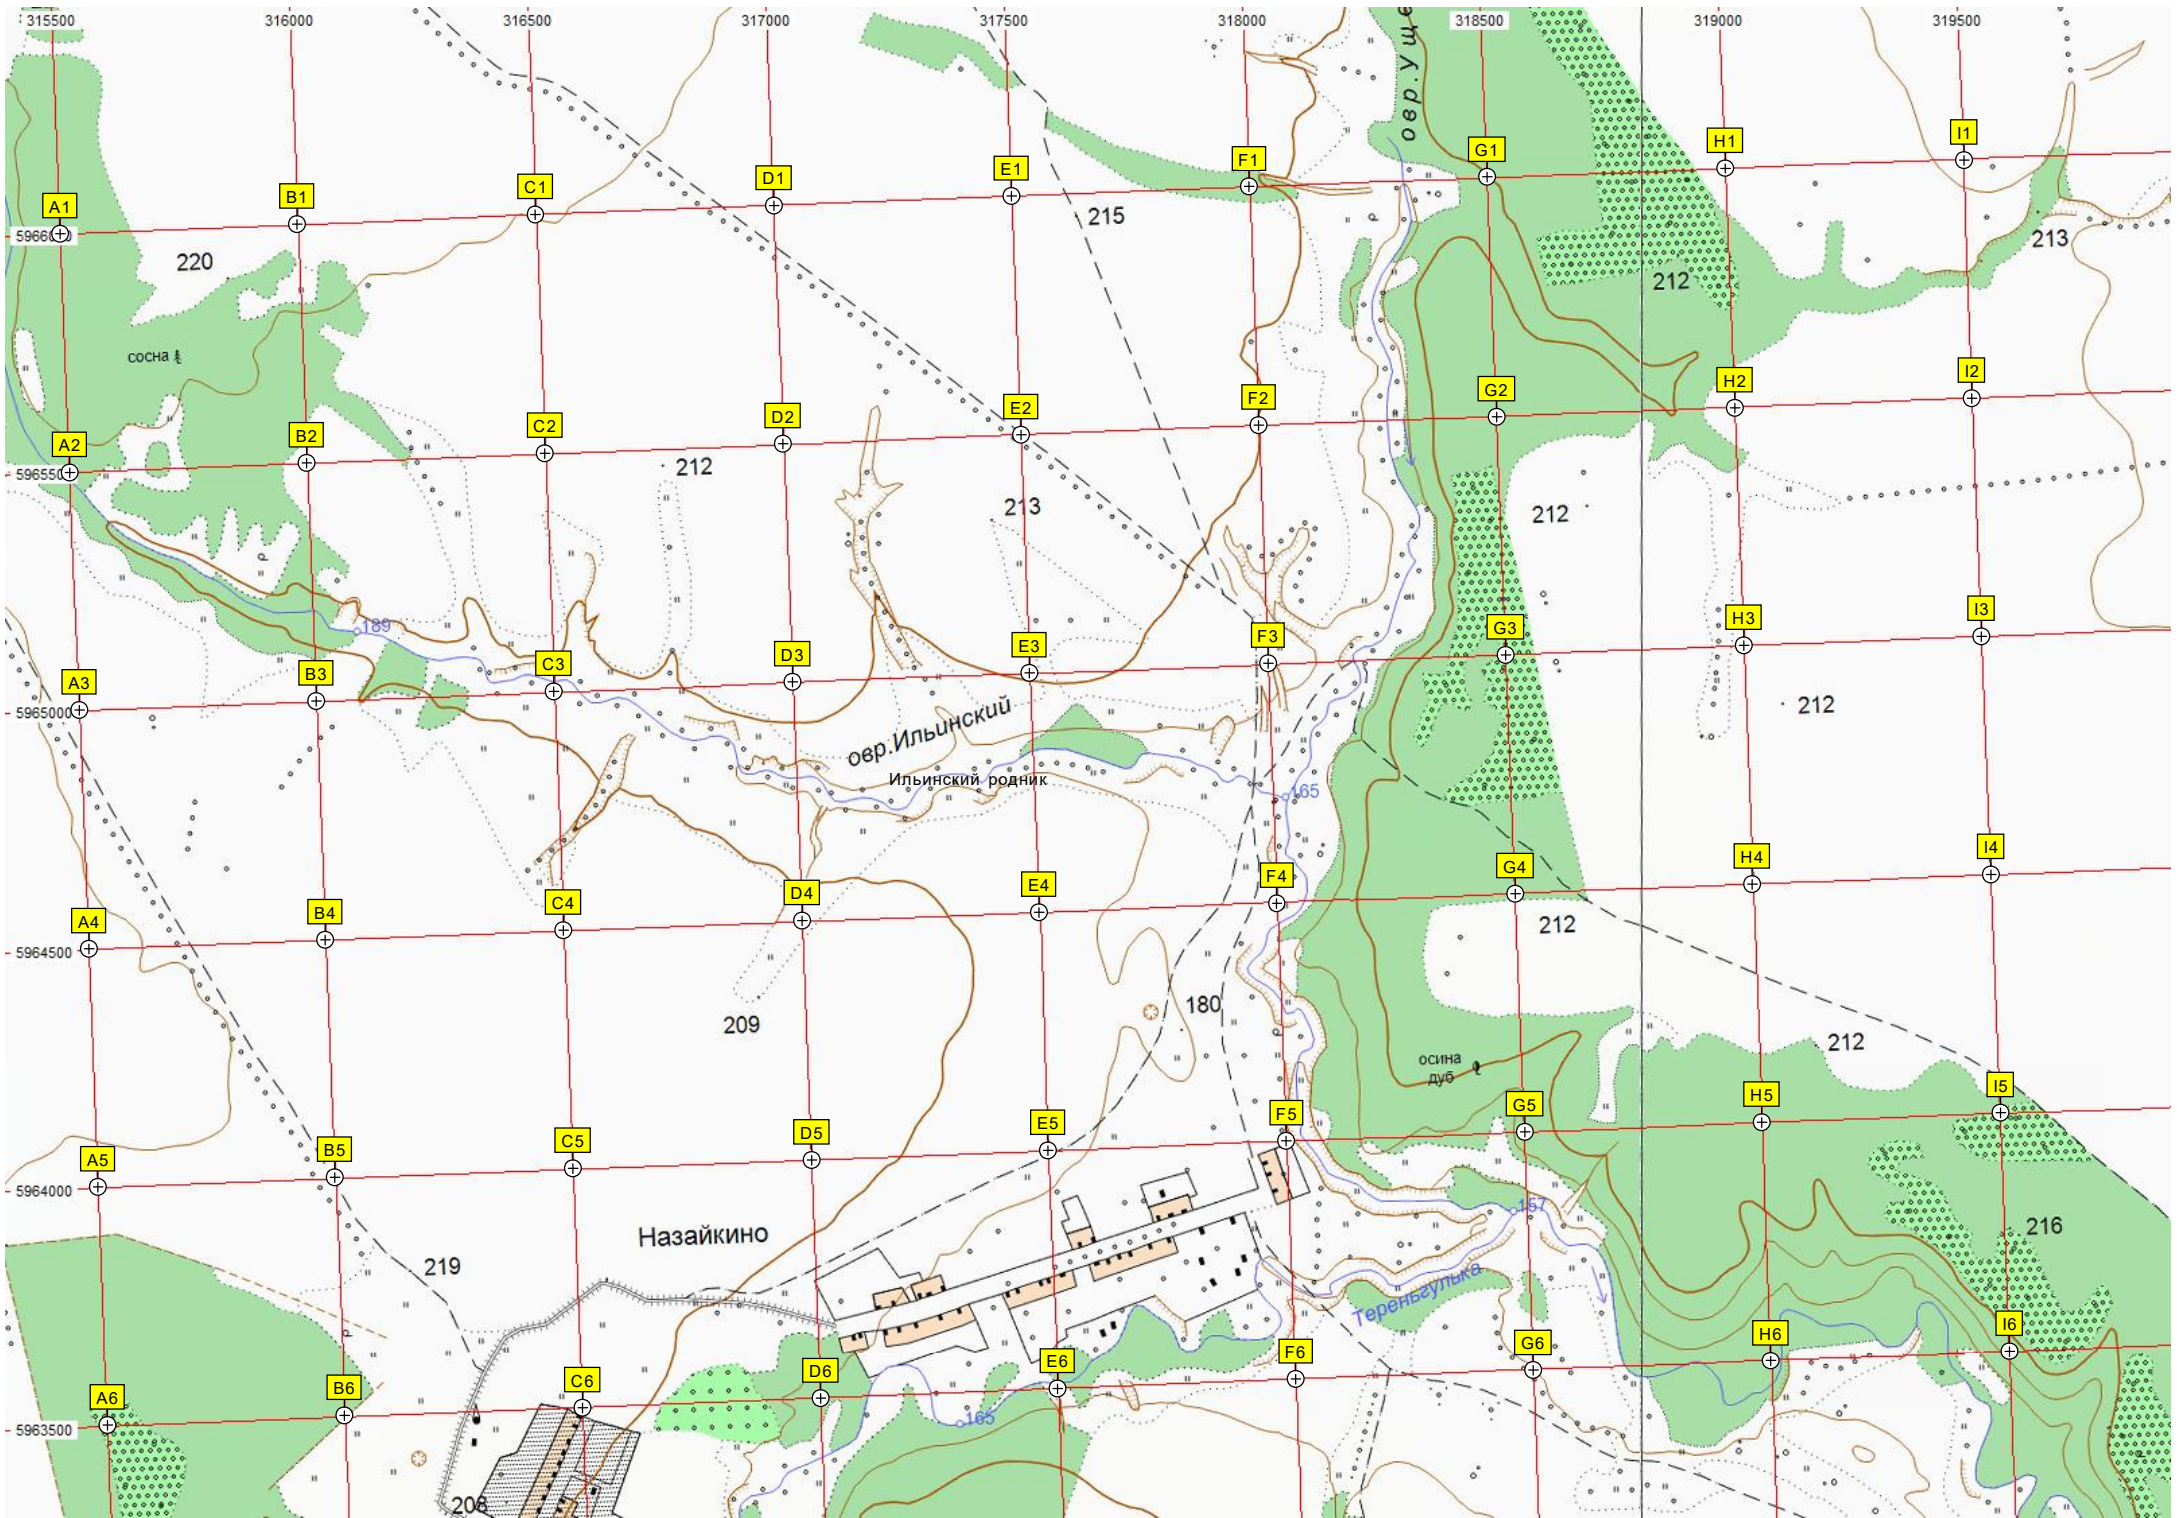 315500 316000 316500 317000 317500 318000 318500 319000 319500
овр.уще
A1 B1 C1 D1 E1 F1 G1 H1 I1
220 215 212 213
сосна
A2 B2 C2 D2 E2 F2 G2 H2 I2
5965500
212 213 212
189
A3 B3 C3 D3 E3 F3 G3 H3 I3
5965000
212
овр.Ильинский
Ильинский родник
165
A4 B4 C4 D4 E4 F4 G4 H4 I4
5964500
212
209 180 212
осина
дуб
A5 B5 C5 D5 E5 F5 G5 H5 I5
5964000
157
Назайкино
219 216
Тереньгулька
A6 B6 C6 D6 E6 F6 G6 H6 I6
5963500
165
208